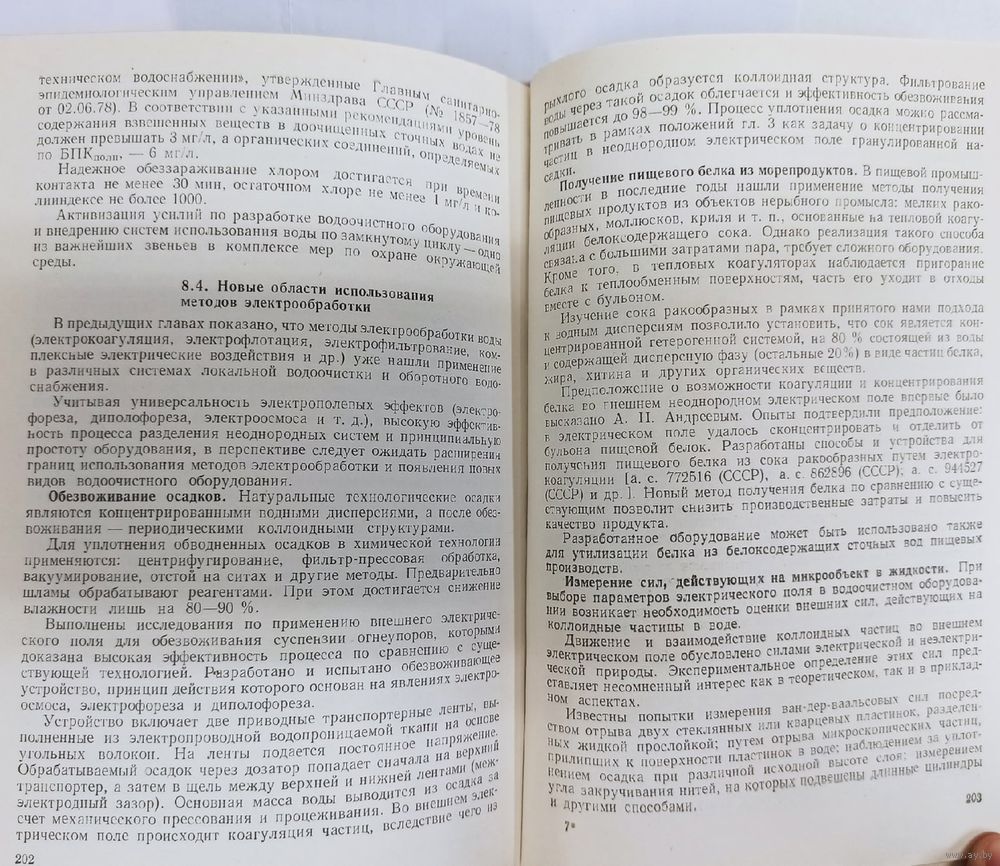 техническом водоснабжении», утвержденные Главным санитарно-
эпидемиологическим управлением Минздрава СССР (№ 1857—78
от 02.06.78). В соответствии с указанными рекомендациями уровень
содержания взвешенных веществ в доочищенных сточных водах не
должен превышать 3 мг/л, а органических соединений, определяемых
по БПКполн, — 6 мг/л.
Надежное обеззараживание хлором достигается при времени
контакта не менее 30 мин, остаточном хлоре не менее 1 мг/л и ко-
лииндексе не более 1000.
Активизация усилий по разработке водоочистного оборудования
и внедрению систем использования воды по замкнутому циклу — одно
из важнейших звеньев в комплексе мер по охране окружающей
среды.
8.4. Новые области использования
методов электрообработки
В предыдущих главах показано, что методы электрообработки воды
(электрокоагуляция, электрофлотация, электрофильтрование, ком-
плексные электрические воздействия и др.) уже нашли применение
в различных системах локальной водоочистки и оборотного водо-
снабжения.
Учитывая универсальность электрополевых эффектов (электро-
фореза, диполофореза, электроосмоса и т. д.), высокую эффектив-
ность процесса разделения неоднородных систем и принципиальную
простоту оборудования, в перспективе следует ожидать расширения
границ использования методов электрообработки и появления новых
видов водоочистного оборудования.
Обезвоживание осадков. Натуральные технологические осадки
являются концентрированными водными дисперсиями, а после обез-
воживания — периодическими коллоидными структурами.
Для уплотнения обводненных осадков в химической технологии
применяются: центрифугирование, фильтр-прессовая обработка,
вакуумирование, отстой на ситах и другие методы. Предварительно
шламы обрабатывают реагентами. При этом достигается снижение
влажности лишь на 80—90 %.
Выполнены исследования по применению внешнего электриче-
ского поля для обезвоживания суспензии огнеупоров, которыми
доказана высокая эффективность процесса по сравнению с суще-
ствующей технологией. Разработано и испытано обезвоживающее
устройство, принцип действия которого основан на явлениях электро-
осмоса, электрофореза и диполофореза.
Устройство включает две приводные транспортерные ленты, вы-
полненные из электропроводной водопроницаемой ткани на основе
угольных волокон. На ленты подается постоянное напряжение.
Обрабатываемый осадок через дозатор попадает сначала на верхний
транспортер, а затем в щель между верхней и нижней лентами (меж-
электродный зазор). Основная масса воды выводится из осадка за
счет механического прессования и процеживания. Во внешнем элек-
трическом поле происходит коагуляция частиц, вследствие чего из
202
рыхлого осадка образуется коллоидная структура. Фильтрование
воды через такой осадок облегчается и эффективность обезвоживания
повышается до 98—99 %. Процесс уплотнения осадка можно рассма-
тривать в рамках положений гл. 3 как задачу о концентрировании
частиц в неоднородном электрическом поле гранулированной на-
садки.
Получение пищевого белка из морепродуктов. В пищевой промыш-
ленности в последние годы нашли применение методы получения
пищевых продуктов из объектов нерыбного промысла: мелких рако-
образных, моллюсков, криля и т. п., основанные на тепловой коагу-
ляции белоксодержащего сока. Однако реализация такого способа
связана с большими затратами пара, требует сложного оборудования.
Кроме того, в тепловых коагуляторах наблюдается пригорание
белка к теплообменным поверхностям, часть его уходит в отходы
вместе с бульоном.
Изучение сока ракообразных в рамках принятого нами подхода
к водным дисперсиям позволило установить, что сок является кон-
центрированной гетерогенной системой, на 80 % состоящей из воды
и содержащей дисперсную фазу (остальные 20%) в виде частиц белка,
жира, хитина и других органических веществ.
Предположение о возможности коагуляции и концентрирования
белка во внешнем неоднородном электрическом поле впервые было
высказано А. П. Андреевым. Опыты подтвердили предположение:
в электрическом поле удалось сконцентрировать и отделить от
бульона пищевой белок. Разработаны способы и устройства для
получения пищевого белка из сока ракообразных путем электро-
коагуляции [а. с. 772516 (СССР), а. с. 862896 (СССР); а. с. 944527
(СССР) и др.]. Новый метод получения белка по сравнению с суще-
ствующим позволит снизить производственные затраты и повысить
качество продукта.
Разработанное оборудование может быть использовано также
для утилизации белка из белоксодержащих сточных вод пищевых
производств.
Измерение сил, действующих на микрообъект в жидкости. При
выборе параметров электрического поля в водоочистном оборудова-
нии возникает необходимость оценки внешних сил, действующих на
коллоидные частицы в воде.
Движение и взаимодействие коллоидных частиц во внешнем
электрическом поле обусловлено силами электрической и неэлектри-
ческой природы. Экспериментальное определение этих сил пред-
ставляет несомненный интерес как в теоретическом, так и в приклад-
ном аспектах.
Известны попытки измерения ван-дер-ваальсовых сил посред-
ством отрыва двух стеклянных или кварцевых пластинок, разделен-
ных жидкой прослойкой; путем отрыва микроскопических частиц,
прилипших к поверхности пластинок в воде; наблюдением за уплот-
нением осадка при различной исходной высоте слоя; измерением
угла закручивания нитей, на которых подвешены длинные цилиндры
и другими способами.
7*
203
www.ay.by